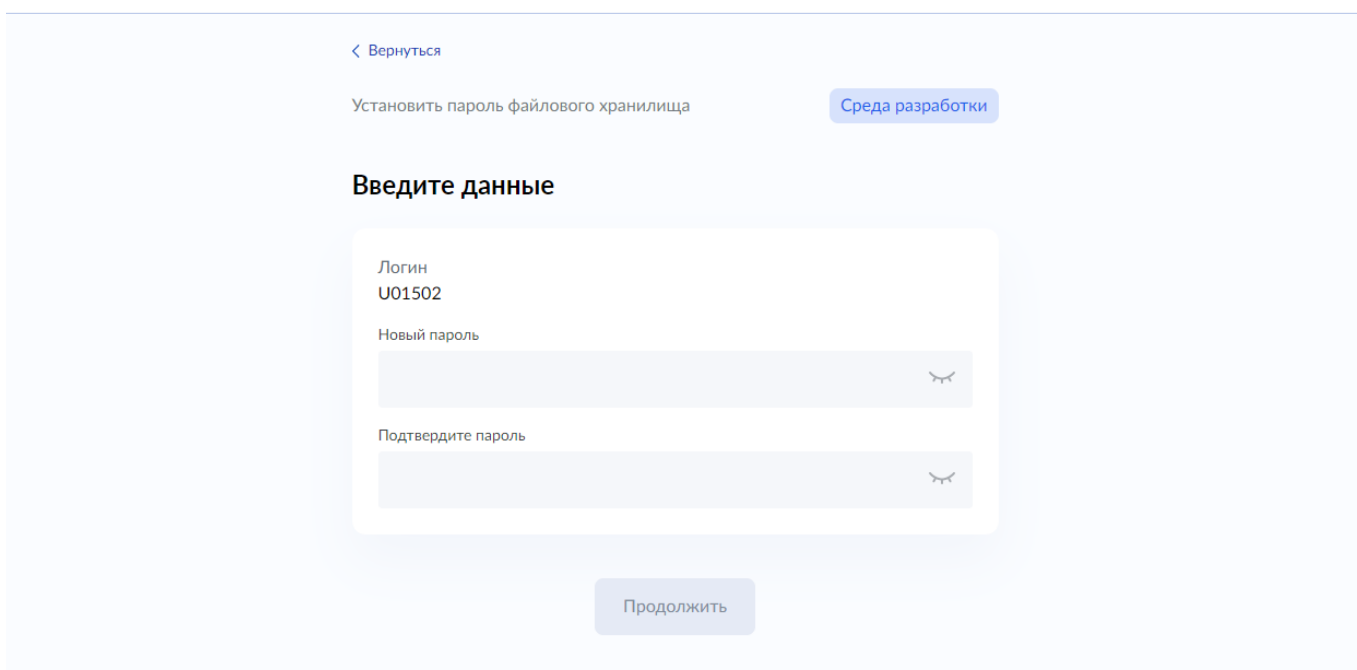 Вернуться
Установить пароль файлового хранилища
Среда разработки
Введите данные
Логин
U01502
Новый пароль
Подтвердите пароль
Продолжить